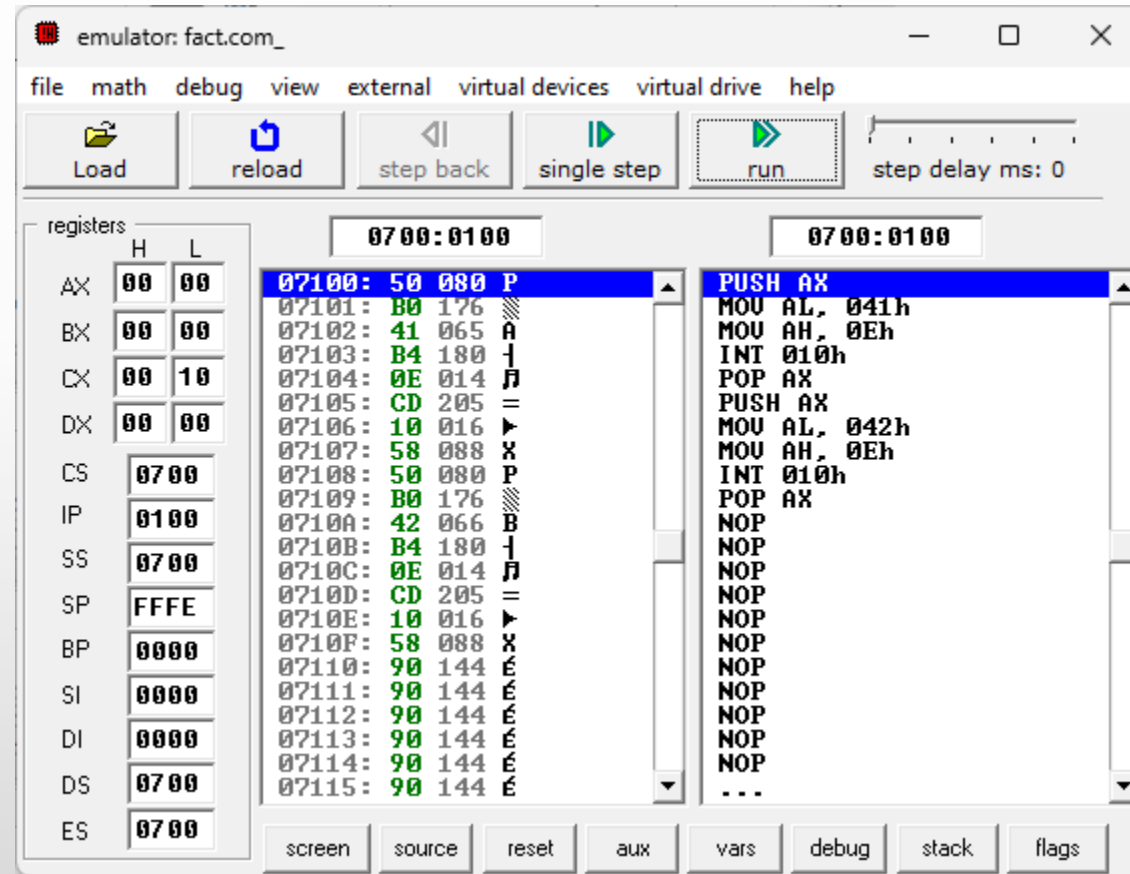 emulator: fact.com_
file math debug view external virtual devices virtual drive help
Load reload step back single step run step delay ms: 0
registers
H L
0700:0100 0700:0100
AX 00 00
BX 00 00
CX 00 10
DX 00 00
CS 0700
IP 0100
SS 0700
SP FFFE
BP 0000
SI 0000
DI 0000
DS 0700
ES 0700
07100: 50 080 P
07101: B0 176 ▒
07102: 41 065 A
07103: B4 180 ┤
07104: 0E 014 ♫
07105: CD 205 =
07106: 10 016 ►
07107: 58 088 X
07108: 50 080 P
07109: B0 176 ▒
0710A: 42 066 B
0710B: B4 180 ┤
0710C: 0E 014 ♫
0710D: CD 205 =
0710E: 10 016 ►
0710F: 58 088 X
07110: 90 144 É
07111: 90 144 É
07112: 90 144 É
07113: 90 144 É
07114: 90 144 É
07115: 90 144 É
PUSH AX
MOV AL, 041h
MOV AH, 0Eh
INT 010h
POP AX
PUSH AX
MOV AL, 042h
MOV AH, 0Eh
INT 010h
POP AX
NOP
NOP
NOP
NOP
NOP
NOP
NOP
NOP
NOP
NOP
NOP
...
screen source reset aux vars debug stack flags